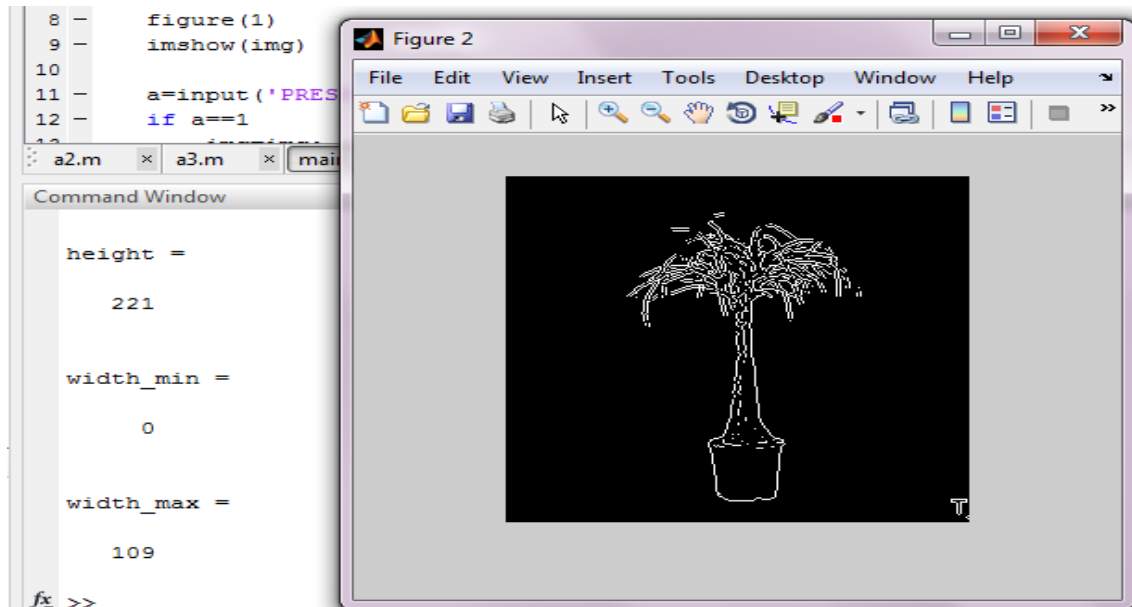 8 – figure(1)
9 – imshow(img)
10
11 – a=input('PRES
12 – if a==1
a2.m × a3.m × mai
Command Window
height =
221
width_min =
0
width_max =
109
fx >>
Figure 2
File Edit View Insert Tools Desktop Window Help
T